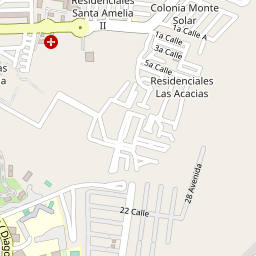 Residenciales
Santa Amelia
Colonia Monte
Solar
II
1a Calle A
1a Calle
3a Calle
5a Calle
Residenciales
Las Acacias
28 Avenida
22 Calle